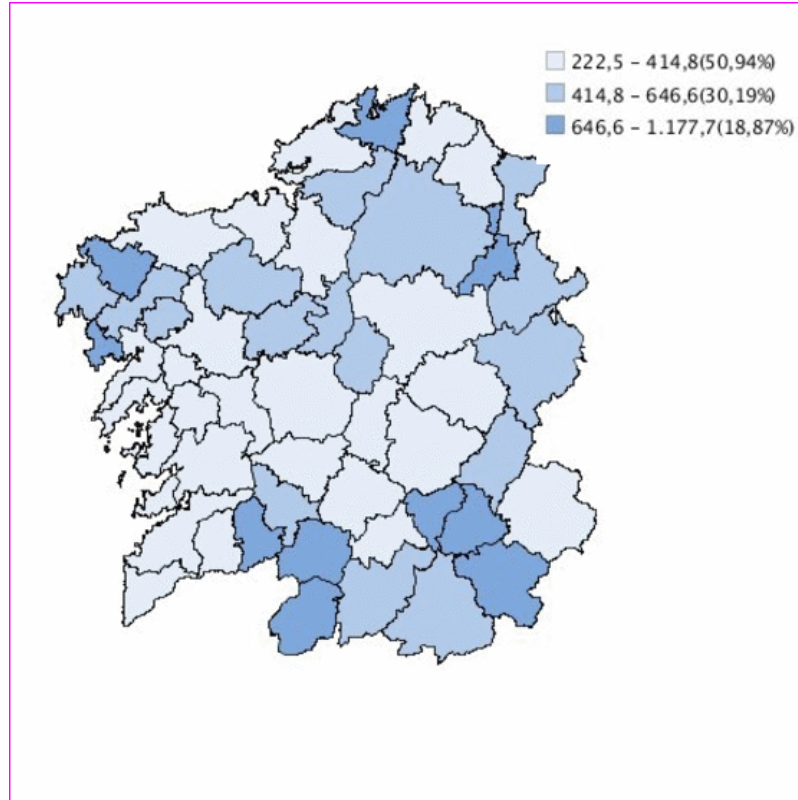 222,5 – 414,8(50,94%)
414,8 – 646,6(30,19%)
646,6 – 1.177,7(18,87%)